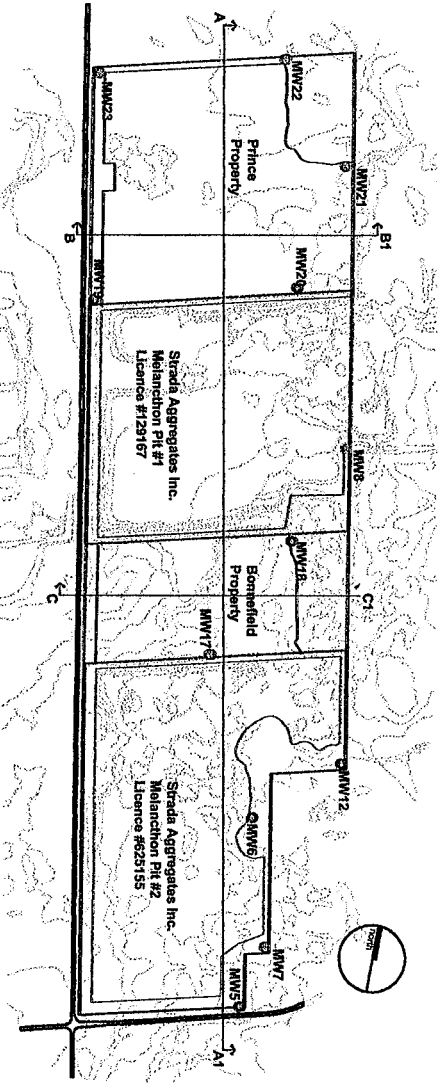 A
MW22
MW23
Prince
Property
MW21
B
B1
MW20
Strada Aggregates Inc.
Melancthon Pit #1
Licence #129167
MW8
MW18
Bonnefield
Property
C
C1
MW17
MW12
Strada Aggregates Inc.
Melancthon Pit #2
Licence #625155
MW6
MW7
MW5
A1
north